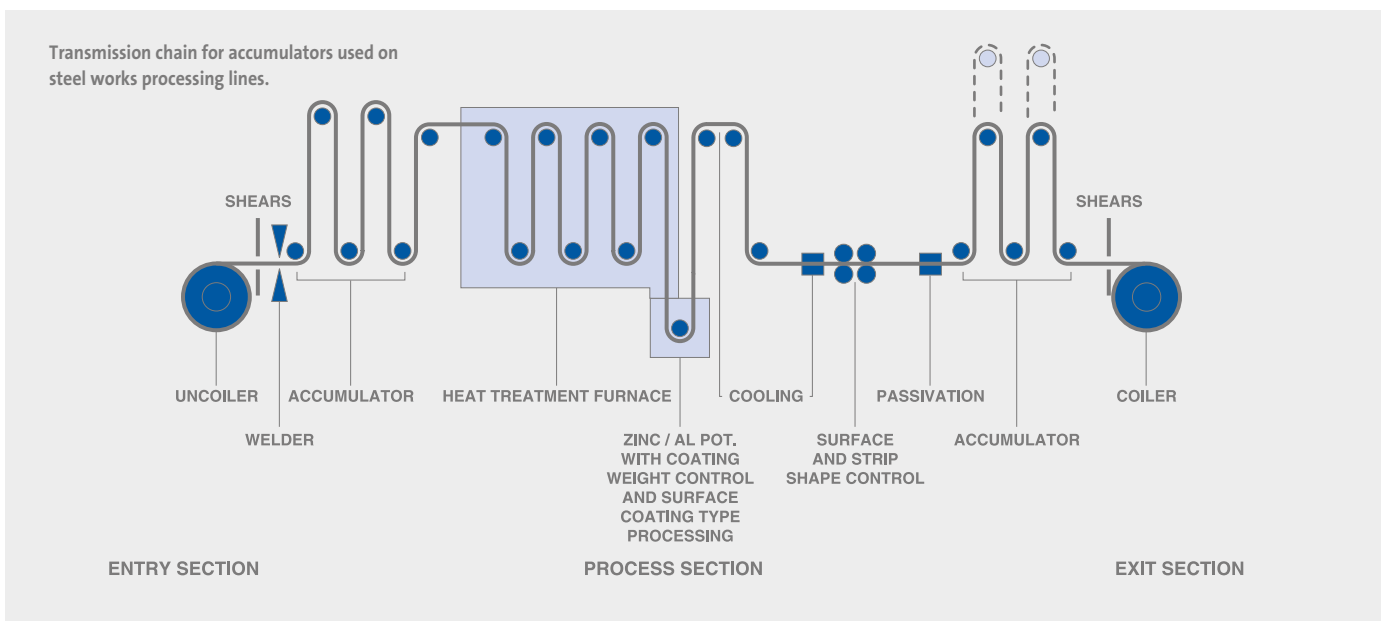 Transmission chain for accumulators used on
steel works processing lines.
SHEARS
SHEARS
UNCOILER
ACCUMULATOR
HEAT TREATMENT FURNACE
COOLING
PASSIVATION
COILER
WELDER
ZINC / AL POT.
WITH COATING
WEIGHT CONTROL
AND SURFACE
COATING TYPE
PROCESSING
SURFACE
AND STRIP
SHAPE CONTROL
ACCUMULATOR
ENTRY SECTION
PROCESS SECTION
EXIT SECTION